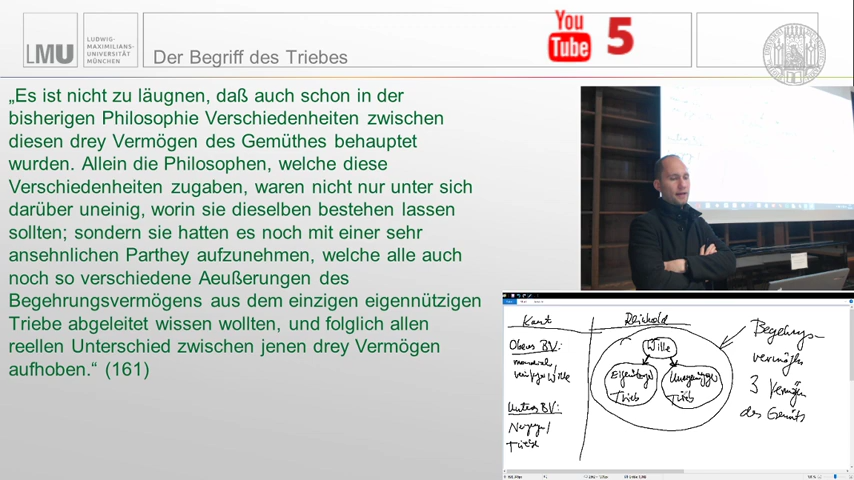 LMU
LUDWIG-
MAXIMILIANS-
UNIVERSITÄT
MÜNCHEN
Der Begriff des Triebes
You
Tube
5
„Es ist nicht zu läugnen, daß auch schon in der
bisherigen Philosophie Verschiedenheiten zwischen
diesen drey Vermögen des Gemüthes behauptet
wurden. Allein die Philosophen, welche diese
Verschiedenheiten zugaben, waren nicht nur unter sich
darüber uneinig, worin sie dieselben bestehen lassen
sollten; sondern sie hatten es noch mit einer sehr
ansehnlichen Parthey aufzunehmen, welche alle auch
noch so verschiedene Aeußerungen des
Begehrungsvermögens aus dem einzigen eigennützigen
Triebe abgeleitet wissen wollten, und folglich allen
reellen Unterschied zwischen jenen drey Vermögen
aufhoben.“ (161)
Kant
Oberes BV:
Wille
Unteres BV:
Reinhold
Wille
Eigennütziger
Trieb
Uneigennütziger
Trieb
Begehrungs-
vermögen
3 Vermögen
des Gemüts